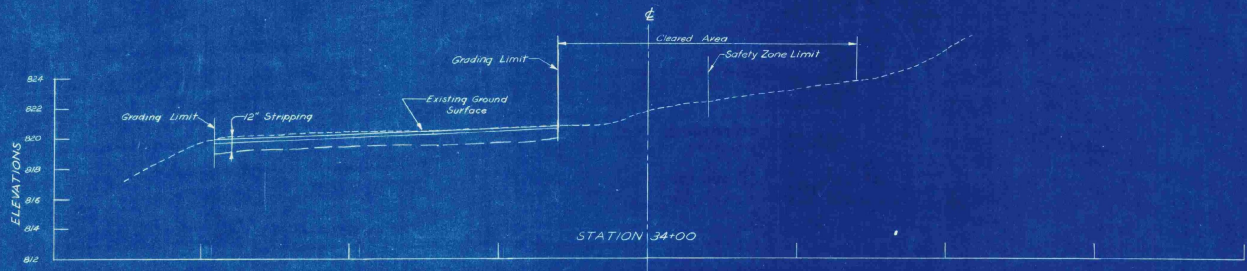 ℄
Cleared Area
Safety Zone Limit
Grading Limit
Existing Ground
Surface
Grading Limit
12" Stripping
ELEVATIONS
824
822
820
818
816
814
812
STATION 34+00